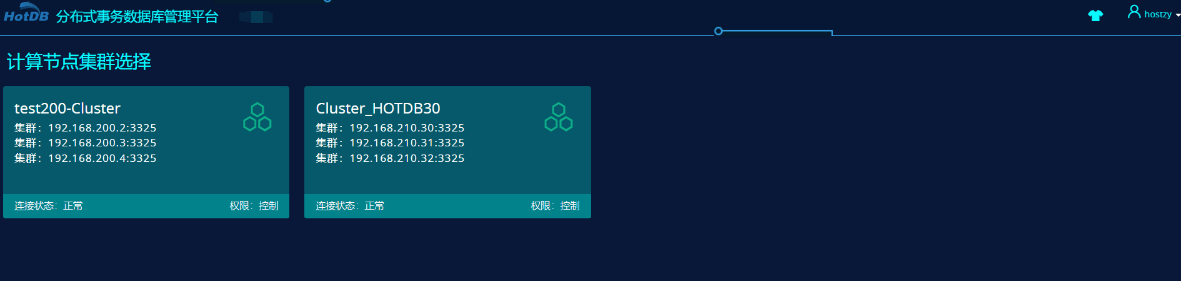 HotDB 分布式事务数据库管理平台
hostzy
计算节点集群选择
test200-Cluster
集群：192.168.200.2:3325
集群：192.168.200.3:3325
集群：192.168.200.4:3325
连接状态：正常 权限：控制
Cluster_HOTDB30
集群：192.168.210.30:3325
集群：192.168.210.31:3325
集群：192.168.210.32:3325
连接状态：正常 权限：控制